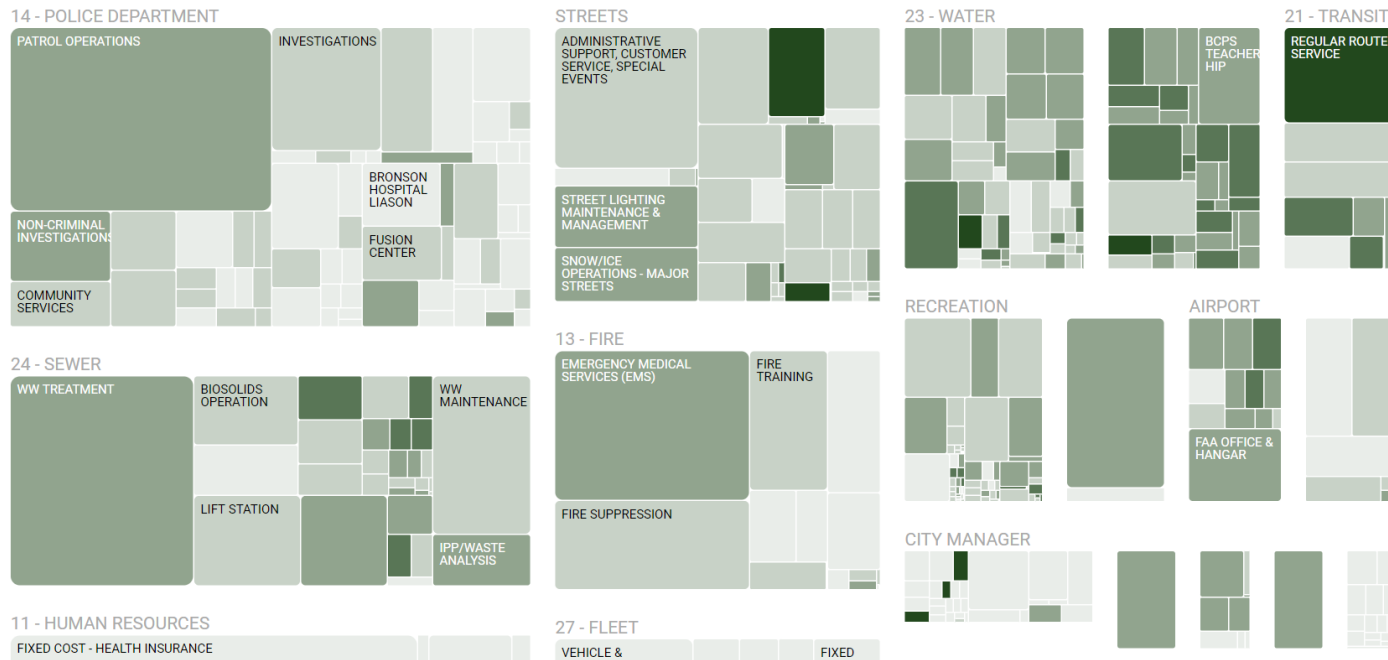 14 - POLICE DEPARTMENT
PATROL OPERATIONS
INVESTIGATIONS
BRONSON
HOSPITAL
LIASON
NON-CRIMINAL
INVESTIGATIONS
FUSION
CENTER
COMMUNITY
SERVICES
STREETS
ADMINISTRATIVE
SUPPORT, CUSTOMER
SERVICE, SPECIAL
EVENTS
STREET LIGHTING
MAINTENANCE &
MANAGEMENT
SNOW/ICE
OPERATIONS - MAJOR
STREETS
23 - WATER
BCPS
TEACHER
HIP
21 - TRANSIT
REGULAR ROUTE
SERVICE
24 - SEWER
WW TREATMENT
BIOSOLIDS
OPERATION
WW
MAINTENANCE
LIFT STATION
IPP/WASTE
ANALYSIS
13 - FIRE
EMERGENCY MEDICAL
SERVICES (EMS)
FIRE
TRAINING
FIRE SUPPRESSION
RECREATION
AIRPORT
FAA OFFICE &
HANGAR
CITY MANAGER
11 - HUMAN RESOURCES
FIXED COST - HEALTH INSURANCE
27 - FLEET
VEHICLE &
FIXED